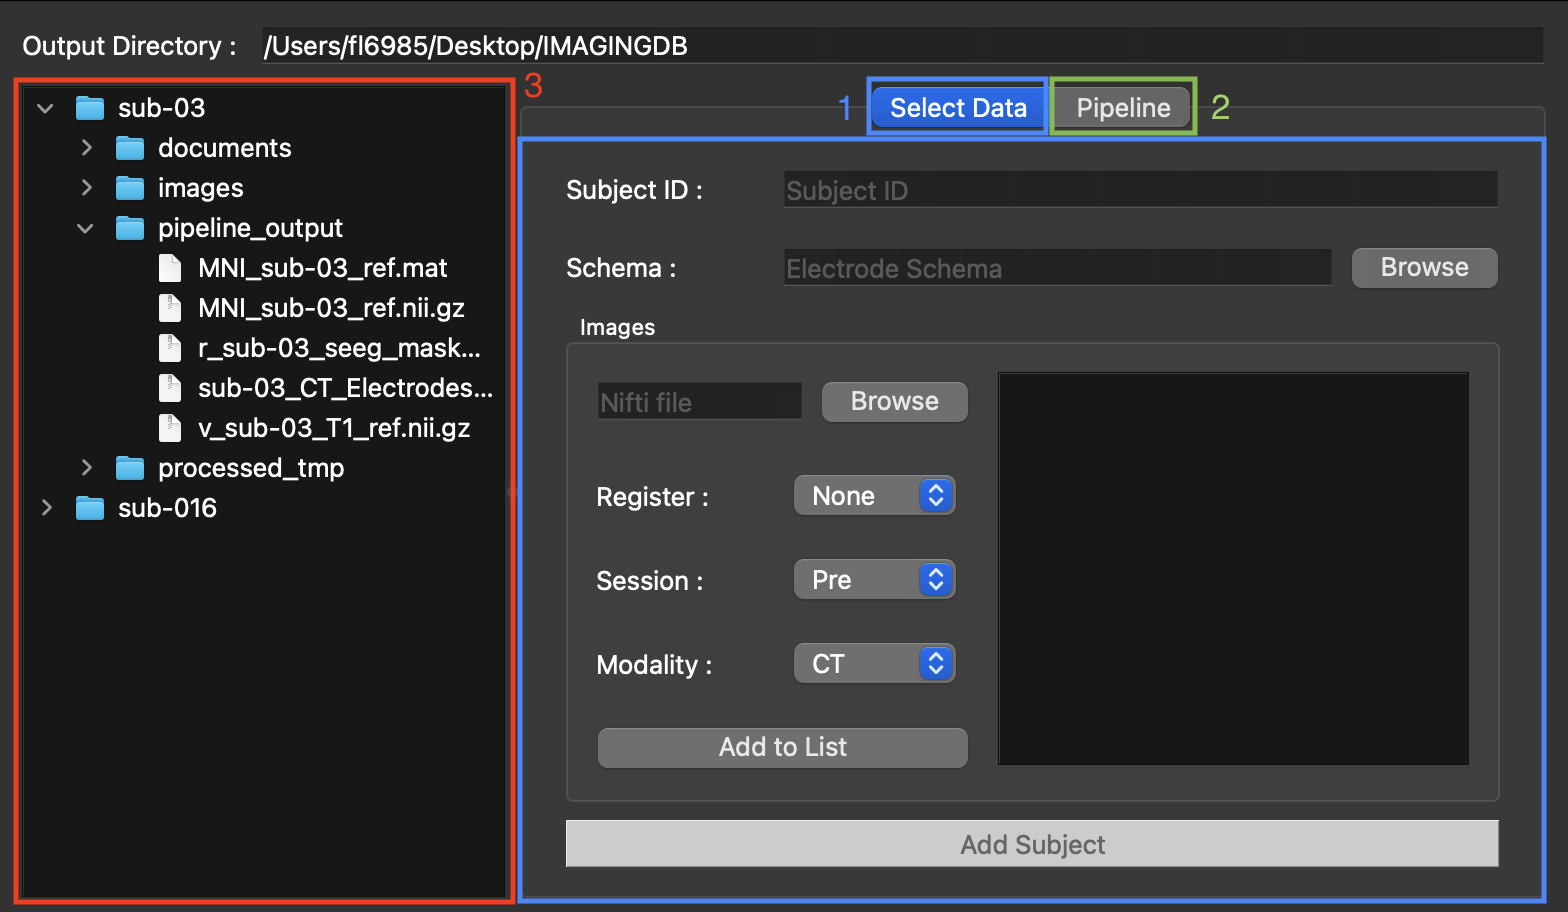 Output Directory : /Users/fl6985/Desktop/IMAGINGDB
3
sub-03
documents
images
pipeline_output
MNI_sub-03_ref.mat
MNI_sub-03_ref.nii.gz
r_sub-03_seeg_mask...
sub-03_CT_Electrodes...
v_sub-03_T1_ref.nii.gz
processed_tmp
sub-016
1 Select Data Pipeline 2
Subject ID : Subject ID
Schema : Electrode Schema Browse
Images
Nifti file Browse
Register : None
Session : Pre
Modality : CT
Add to List
Add Subject